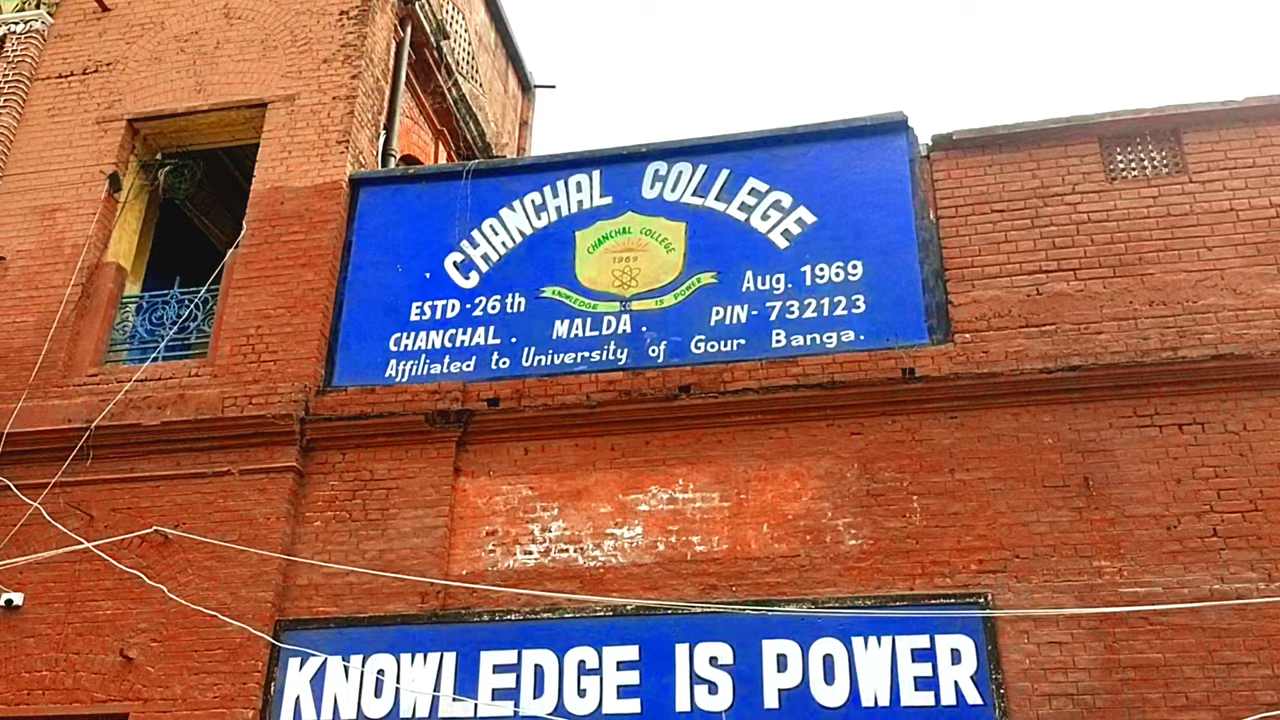 CHANCHAL COLLEGE
CHANCHAL COLLEGE
1969
KNOWLEDGE IS POWER
ESTD-26th Aug. 1969
CHANCHAL. MALDA. PIN-732123
Affiliated to University of Gour Banga.
KNOWLEDGE IS POWER